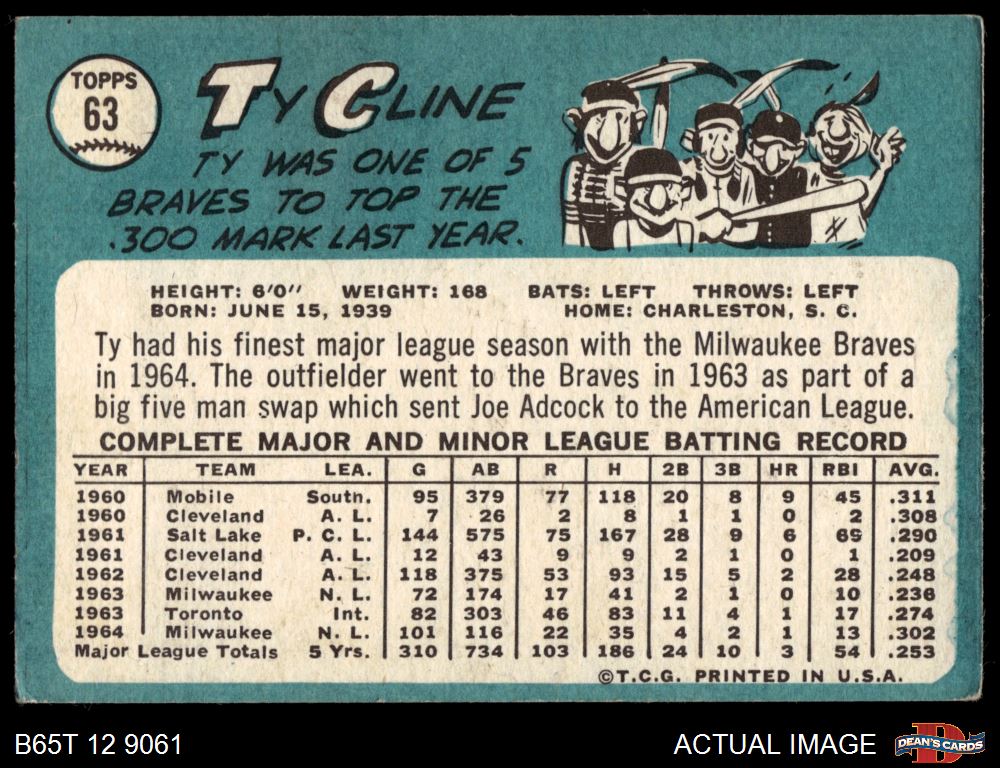 TOPPS
63
TY CLINE
TY WAS ONE OF 5
BRAVES TO TOP THE
.300 MARK LAST YEAR.
HEIGHT: 6'0" WEIGHT: 168 BATS: LEFT THROWS: LEFT
BORN: JUNE 15, 1939 HOME: CHARLESTON, S. C.
Ty had his finest major league season with the Milwaukee Braves
in 1964. The outfielder went to the Braves in 1963 as part of a
big five man swap which sent Joe Adcock to the American League.
COMPLETE MAJOR AND MINOR LEAGUE BATTING RECORD
YEAR TEAM LEA. G AB R H 2B 3B HR RBI AVG.
1960 Mobile South. 95 379 77 118 20 8 9 45 .311
1960 Cleveland A. L. 7 26 2 8 1 1 0 2 .308
1961 Salt Lake P. C. L. 144 575 75 167 28 9 6 69 .290
1961 Cleveland A. L. 12 43 9 9 2 1 0 1 .209
1962 Cleveland A. L. 118 375 53 93 15 5 2 28 .248
1963 Milwaukee N. L. 72 174 17 41 2 1 0 10 .236
1963 Toronto Int. 82 303 46 83 11 4 1 17 .274
1964 Milwaukee N. L. 101 116 22 35 4 2 1 13 .302
Major League Totals 5 Yrs. 310 734 103 186 24 10 3 54 .253
©T.C.G. PRINTED IN U.S.A.
B65T 12 9061
ACTUAL IMAGE
D
DEAN'S CARDS